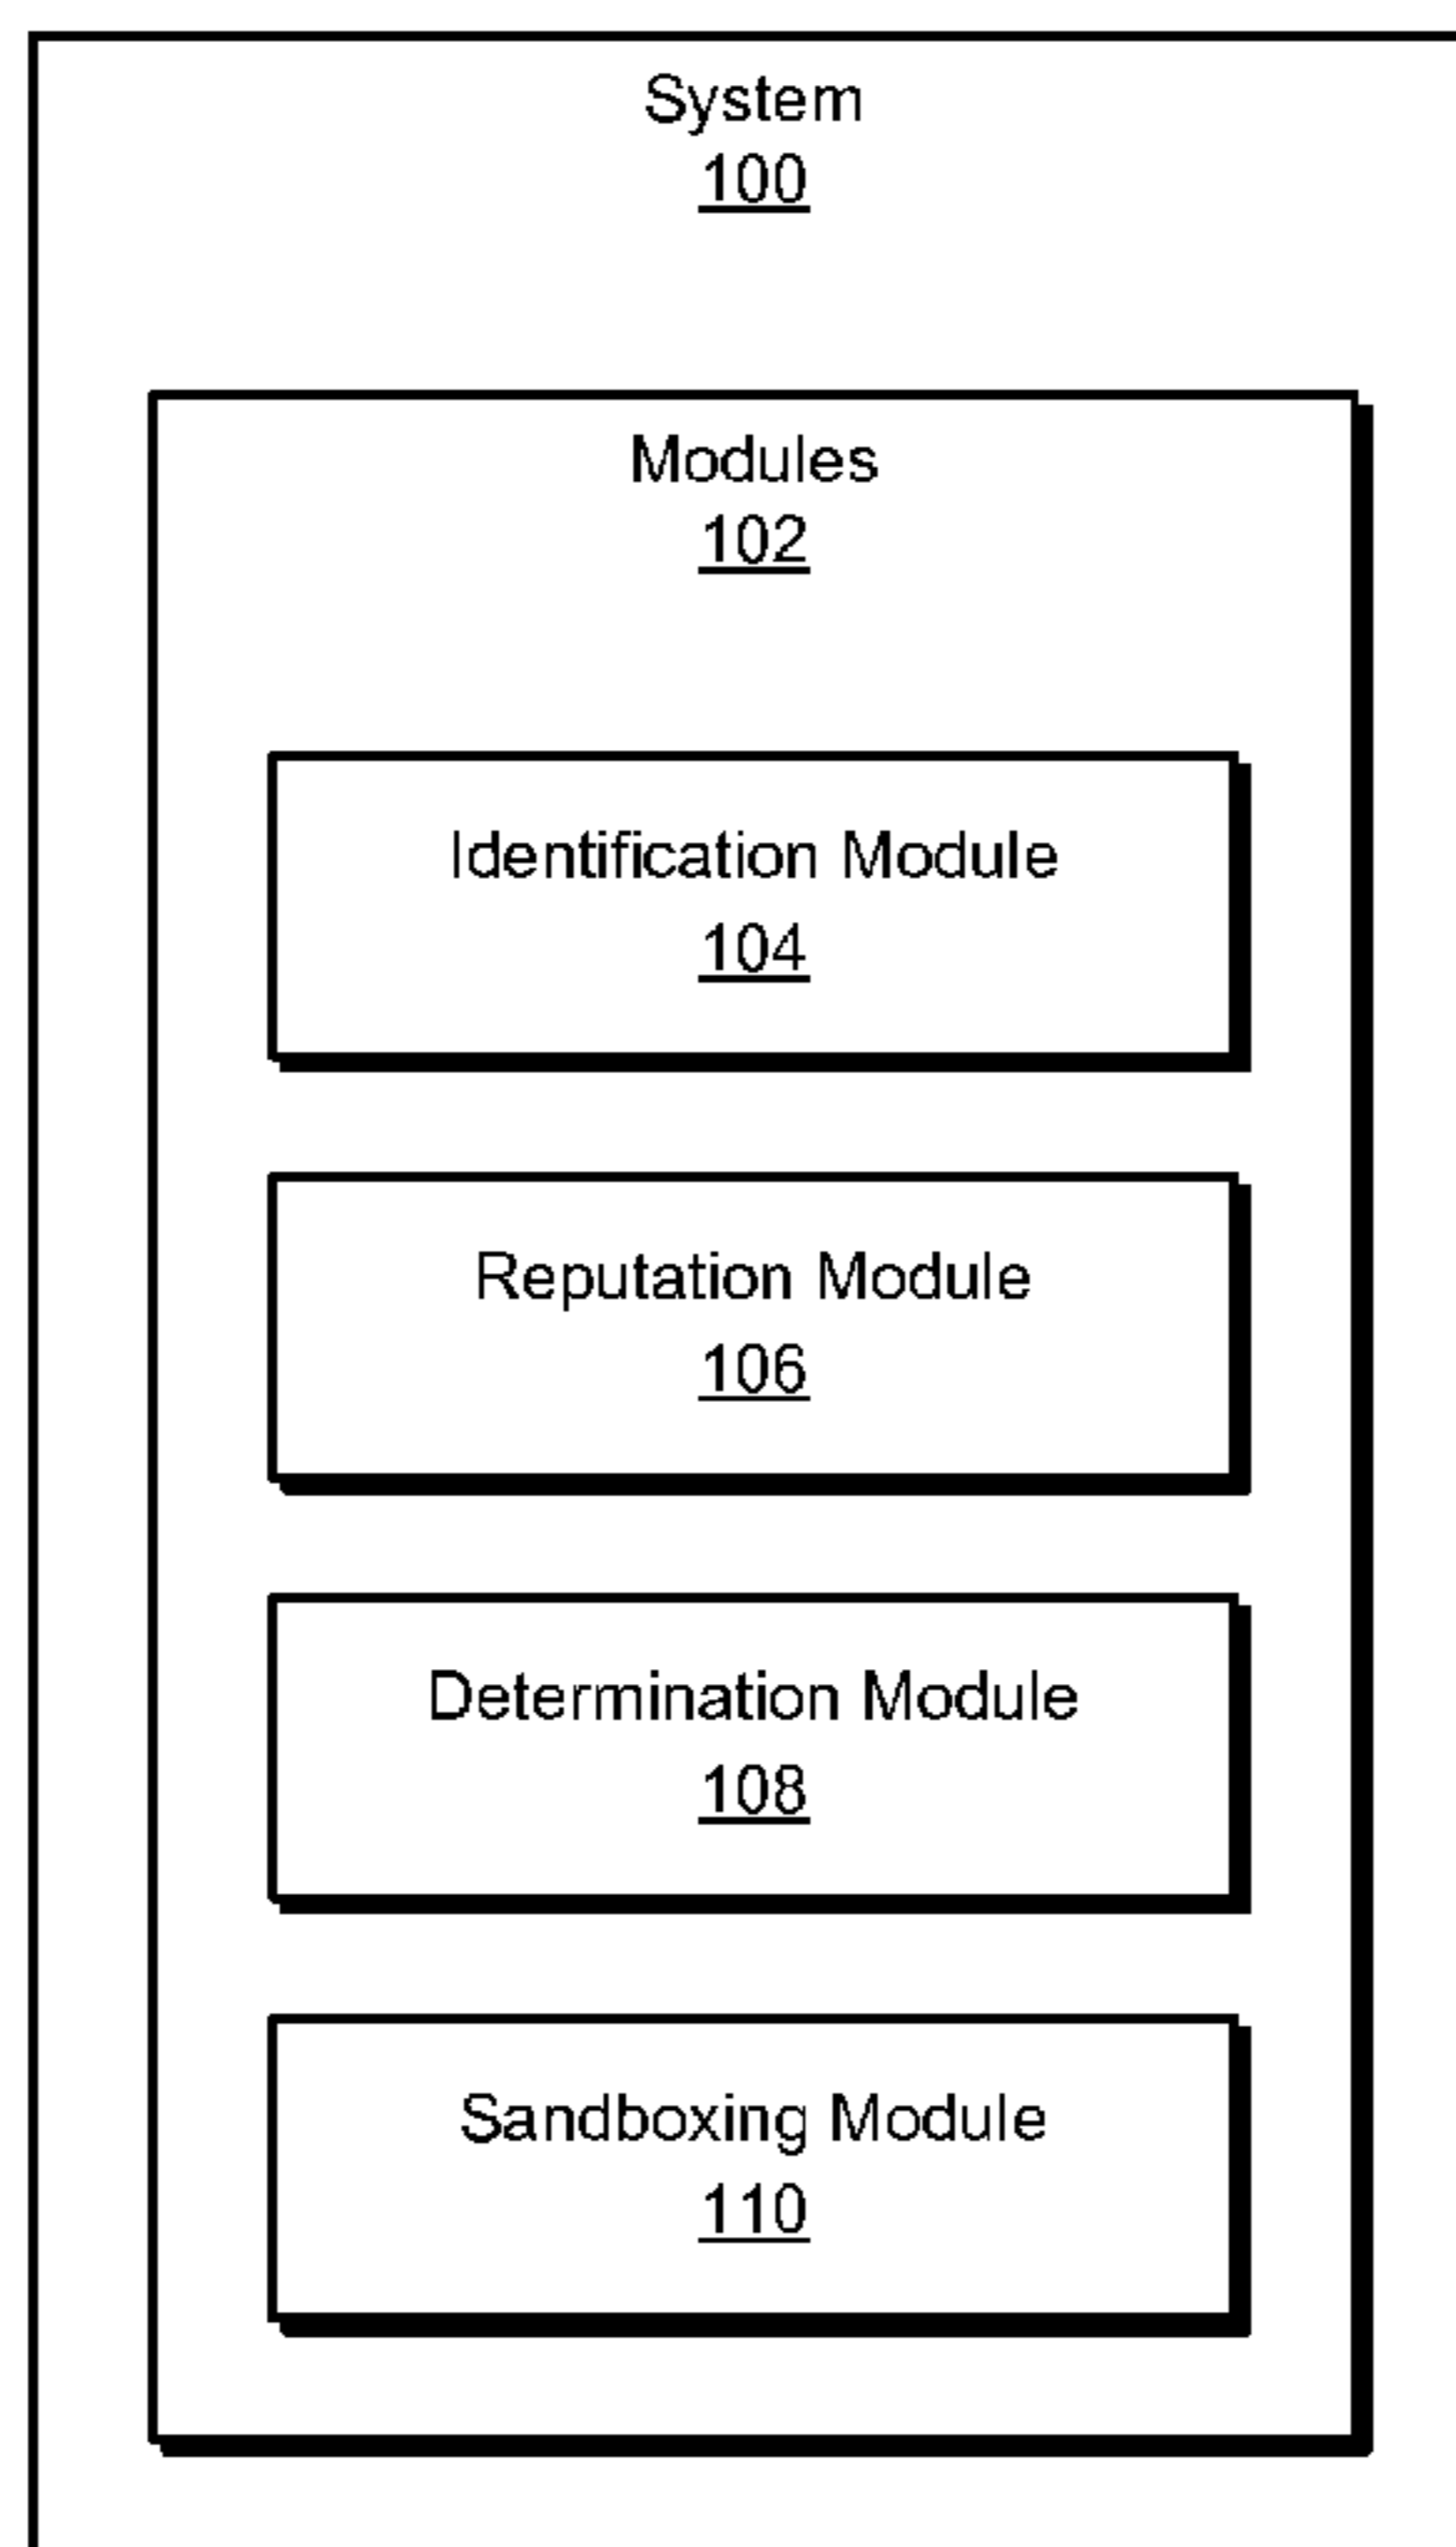 System
100
Modules
102
Identification Module
104
Reputation Module
106
Determination Module
108
Sandboxing Module
110